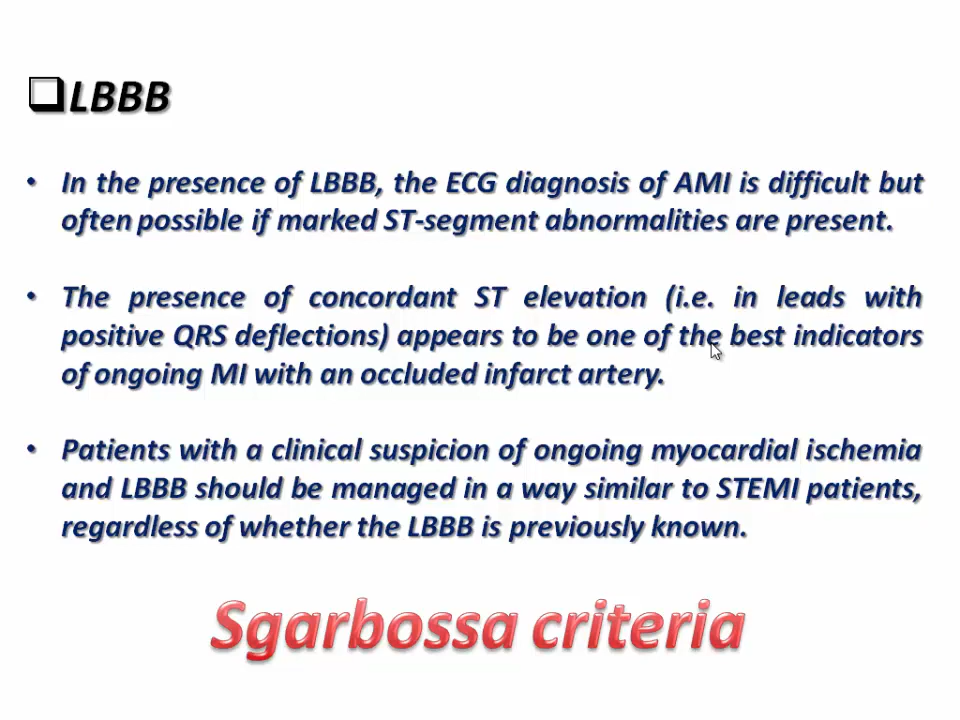 LBBB
• In the presence of LBBB, the ECG diagnosis of AMI is difficult but
often possible if marked ST-segment abnormalities are present.
• The presence of concordant ST elevation (i.e. in leads with
positive QRS deflections) appears to be one of the best indicators
of ongoing MI with an occluded infarct artery.
• Patients with a clinical suspicion of ongoing myocardial ischemia
and LBBB should be managed in a way similar to STEMI patients,
regardless of whether the LBBB is previously known.
Sgarbossa criteria